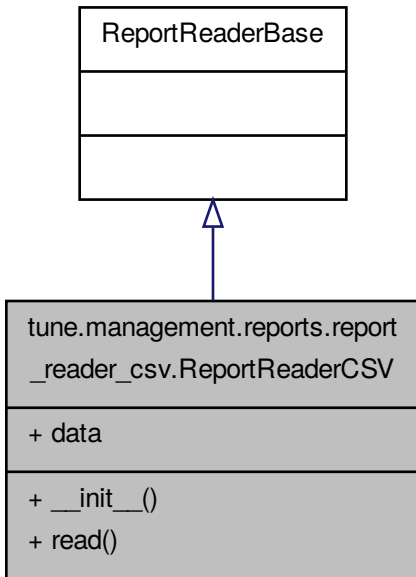 ReportReaderBase
tune.management.reports.report
_reader_csv.ReportReaderCSV
+ data
+ __init__()
+ read()